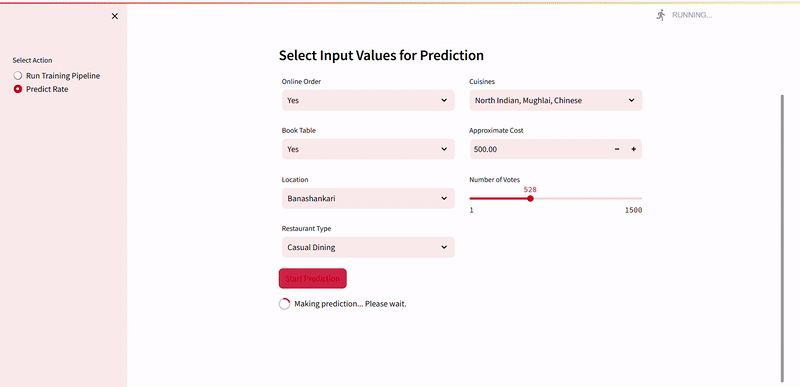 RUNNING...
Select Action
Run Training Pipeline
Predict Rate
Select Input Values for Prediction
Online Order
Yes
Cuisines
North Indian, Mughlai, Chinese
Book Table
Yes
Approximate Cost
500.00
Location
Banashankari
Number of Votes
528
1
1500
Restaurant Type
Casual Dining
Start Prediction
Making prediction... Please wait.